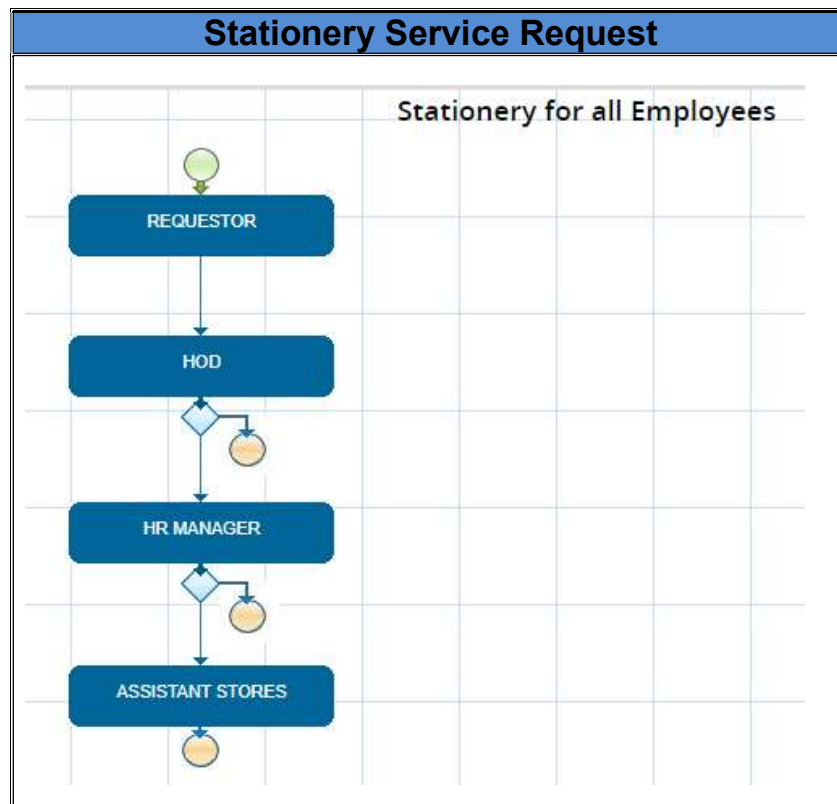 Stationery Service Request
Stationery for all Employees
REQUESTOR
HOD
HR MANAGER
ASSISTANT STORES